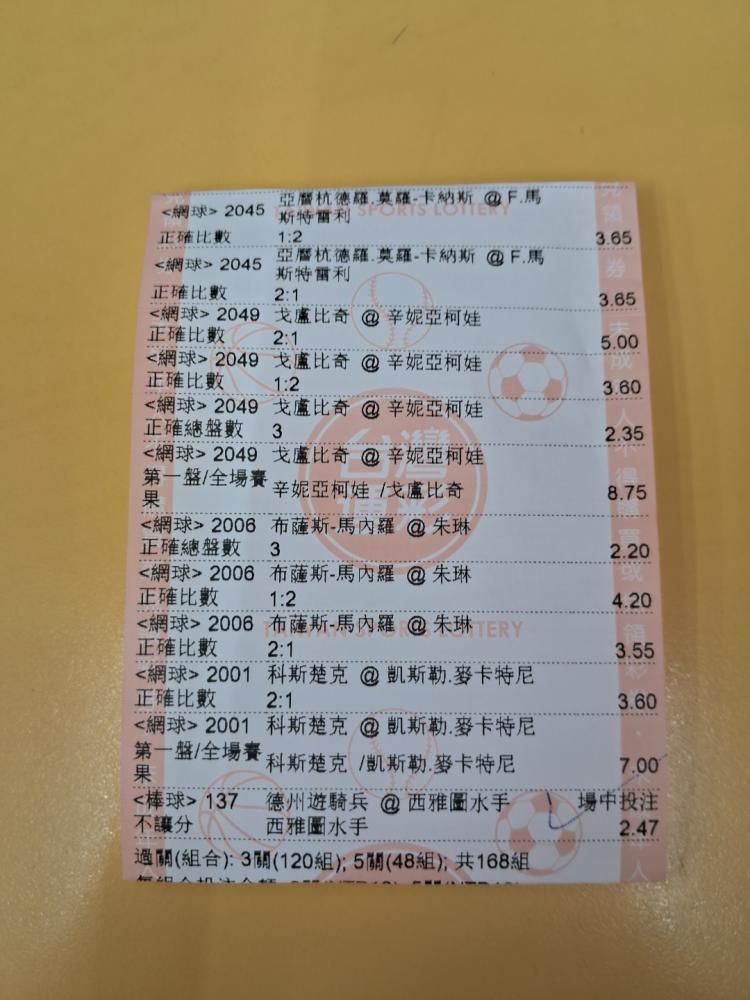 <網球> 2045 亞歷杭德羅.莫羅-卡納斯 @ F.馬
斯特雷利
正確比數 1:2 3.65
<網球> 2045 亞歷杭德羅.莫羅-卡納斯 @ F.馬
斯特雷利
正確比數 2:1 3.65
<網球> 2049 戈盧比奇 @ 辛妮亞柯娃
正確比數 2:1 5.00
<網球> 2049 戈盧比奇 @ 辛妮亞柯娃
正確比數 1:2 3.60
<網球> 2049 戈盧比奇 @ 辛妮亞柯娃
正確總盤數 3 2.35
<網球> 2049 戈盧比奇 @ 辛妮亞柯娃
第一盤/全場賽
果 辛妮亞柯娃 /戈盧比奇 8.75
<網球> 2006 布薩斯-馬內羅 @ 朱琳
正確總盤數 3 2.20
<網球> 2006 布薩斯-馬內羅 @ 朱琳
正確比數 1:2 4.20
<網球> 2006 布薩斯-馬內羅 @ 朱琳
正確比數 2:1 3.55
<網球> 2001 科斯楚克 @ 凱斯勒.麥卡特尼
正確比數 2:1 3.60
<網球> 2001 科斯楚克 @ 凱斯勒.麥卡特尼
第一盤/全場賽
果 科斯楚克 /凱斯勒.麥卡特尼 7.00
<棒球> 137 德州遊騎兵 @ 西雅圖水手 場中投注
不讓分 西雅圖水手 2.47
過關(組合): 3關(120組); 5關(48組); 共168組
TAIWAN SPORTS LOTTERY
台灣運彩
TAIWAN SPORTS LOTTERY